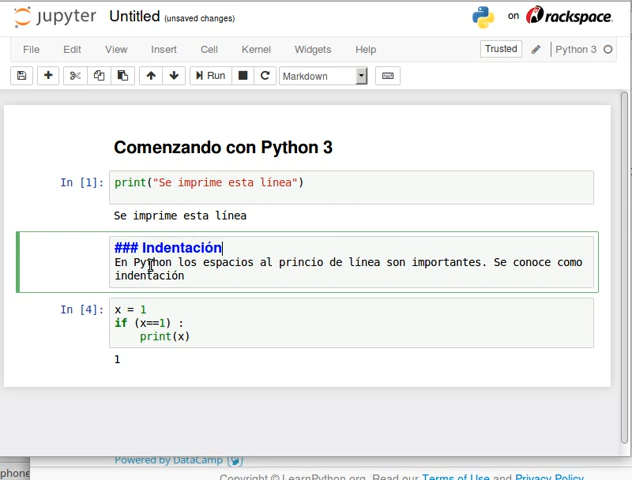 jupyter Untitled (unsaved changes) on rackspace.
File Edit View Insert Cell Kernel Widgets Help Trusted Python 3
Run Markdown
Comenzando con Python 3
In [1]: print("Se imprime esta línea")
Se imprime esta línea
### Indentación
En Python los espacios al princio de línea son importantes. Se conoce como
indentación
In [4]: x = 1
if (x==1) :
print(x)
1
Powered by DataCamp
phone
Copyright © LearnPython.org. Read our Terms of Use and Privacy Policy